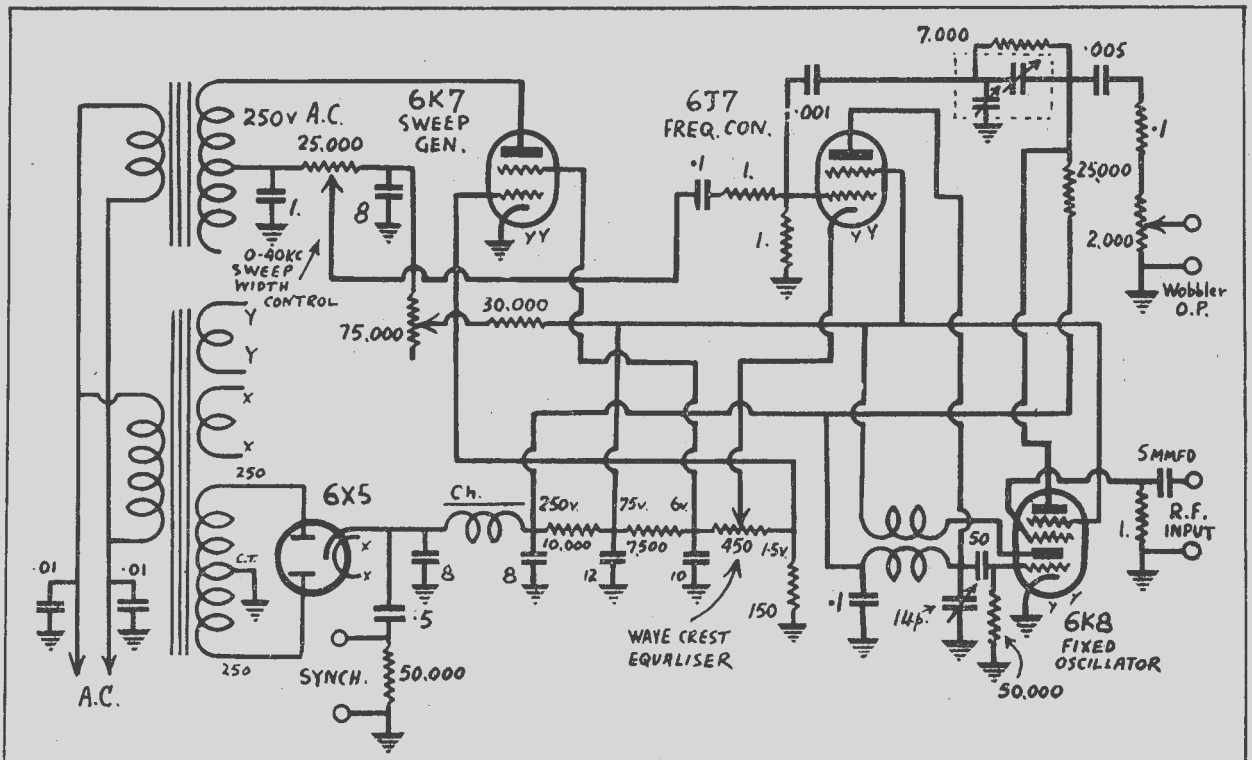 7.000
.005
6K7
SWEEP
GEN.
6J7
FREQ. CON.
.001
250v A.C.
25.000
.1
1.
.1
25,000
1.
8
1.
2,000
YY
YY
0-40KC
SWEEP
WIDTH
CONTROL
Wobbler
O.P.
30.000
75,000
Y
Y
X
X
250
5MMFD
R.F.
INPUT
1.
6X5
Ch.
250v.
75v.
6v.
10,000
7500
450
1.5v.
50
x
x
C.T.
8
8
12
10
.01
.01
.1
14p.
.5
150
Y Y
6K8
FIXED
OSCILLATOR
WAVE CREST
EQUALISER
250
SYNCH.
50.000
50.000
A.C.